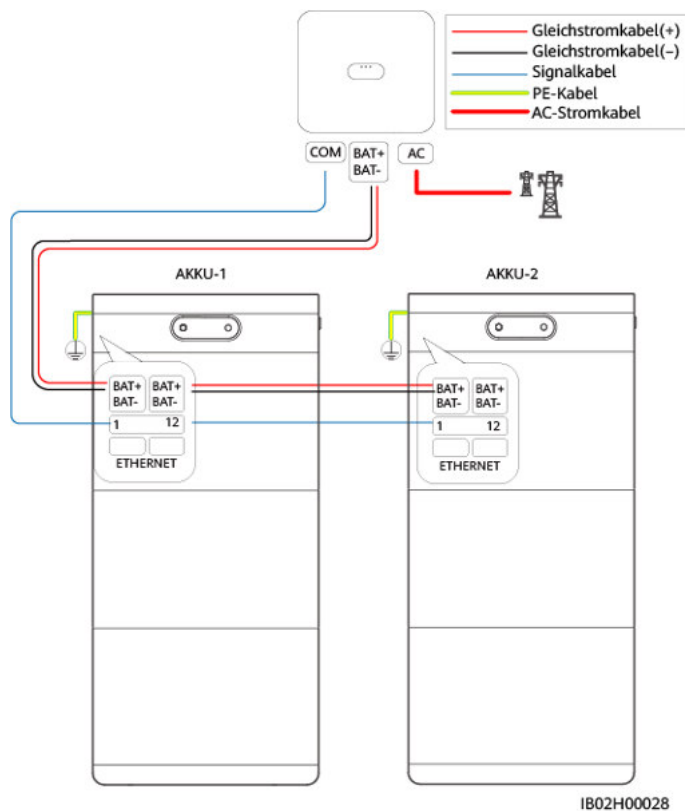 Gleichstromkabel(+)
Gleichstromkabel(−)
Signalkabel
PE-Kabel
AC-Stromkabel
COM
BAT+
BAT-
AC
AKKU-1
AKKU-2
BAT+ BAT+
BAT- BAT-
1 12
ETHERNET
BAT+ BAT+
BAT- BAT-
1 12
ETHERNET
IB02H00028